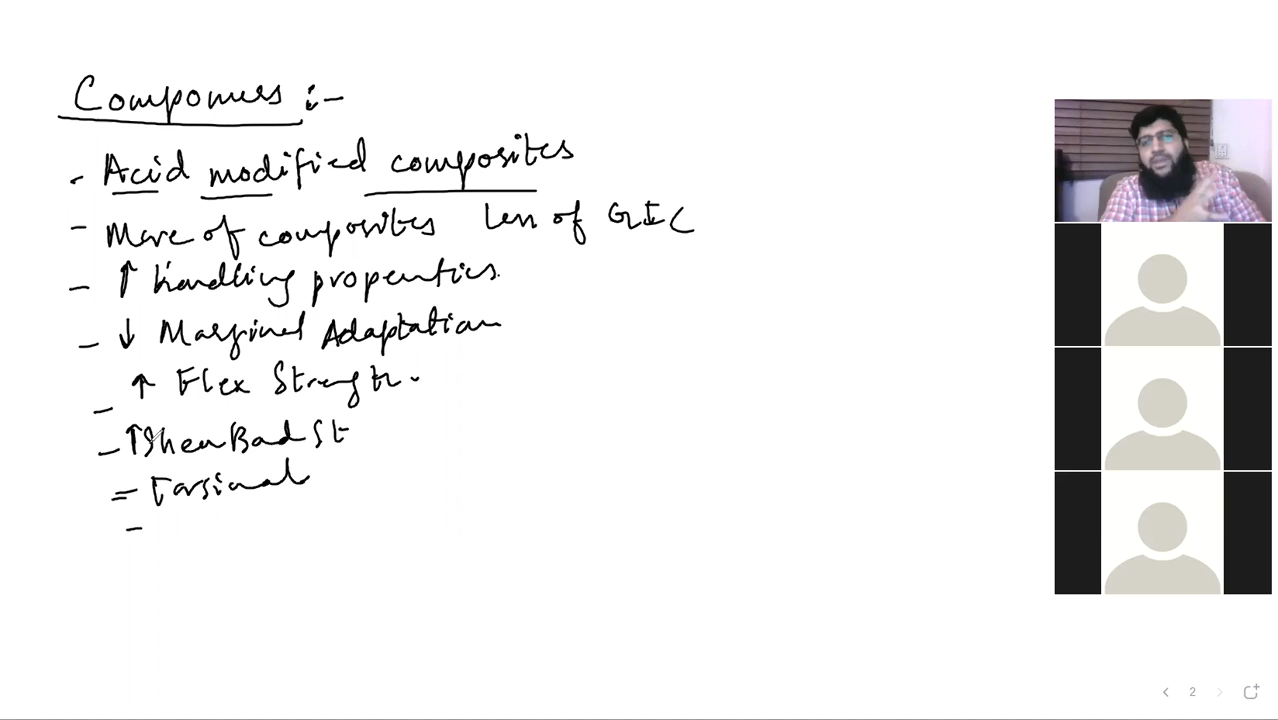 Compomers :-
- Acid modified composites
- More of composites Less of GIC
- ↑ handling properties
- ↓ Marginal Adaptation
- ↑ Flex Strength.
- ↑ Shear Bond St
= Torsional
-
2